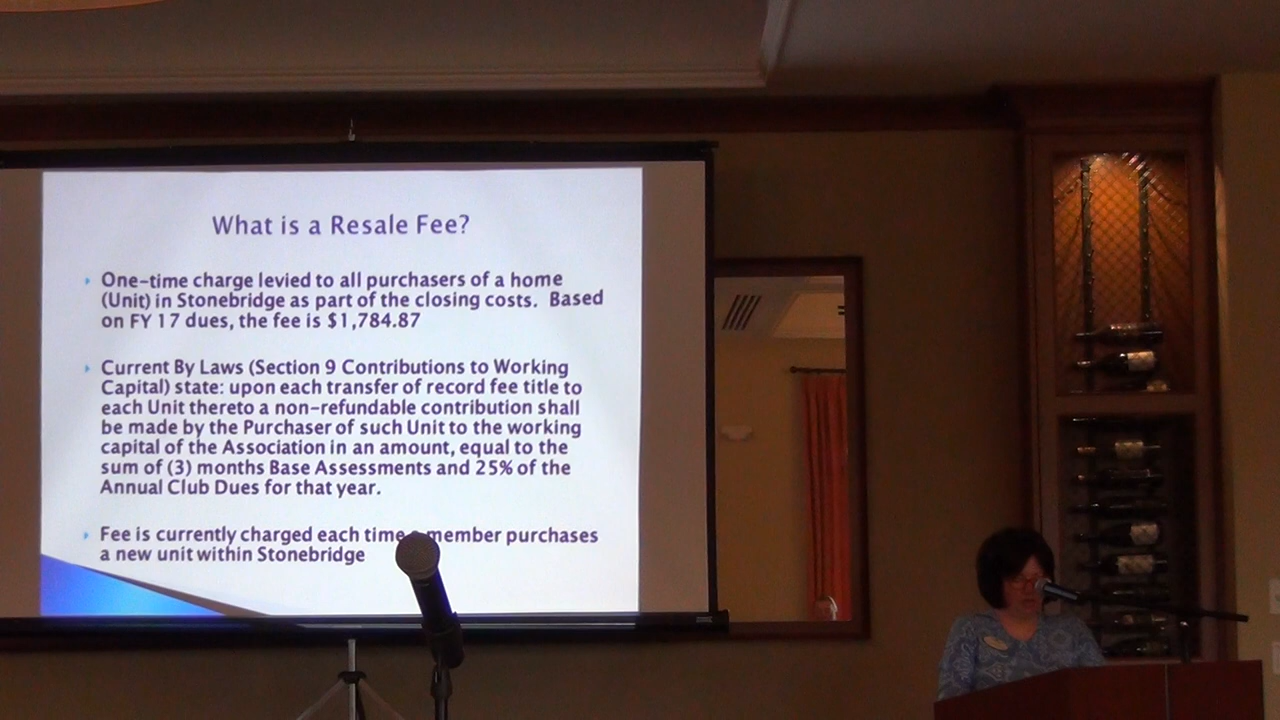 What is a Resale Fee?
One-time charge levied to all purchasers of a home
(Unit) in Stonebridge as part of the closing costs.  Based
on FY 17 dues, the fee is $1,784.87
Current By Laws (Section 9 Contributions to Working
Capital) state: upon each transfer of record fee title to
each Unit thereto a non-refundable contribution shall
be made by the Purchaser of such Unit to the working
capital of the Association in an amount, equal to the
sum of (3) months Base Assessments and 25% of the
Annual Club Dues for that year.
Fee is currently charged each time member purchases
a new unit within Stonebridge